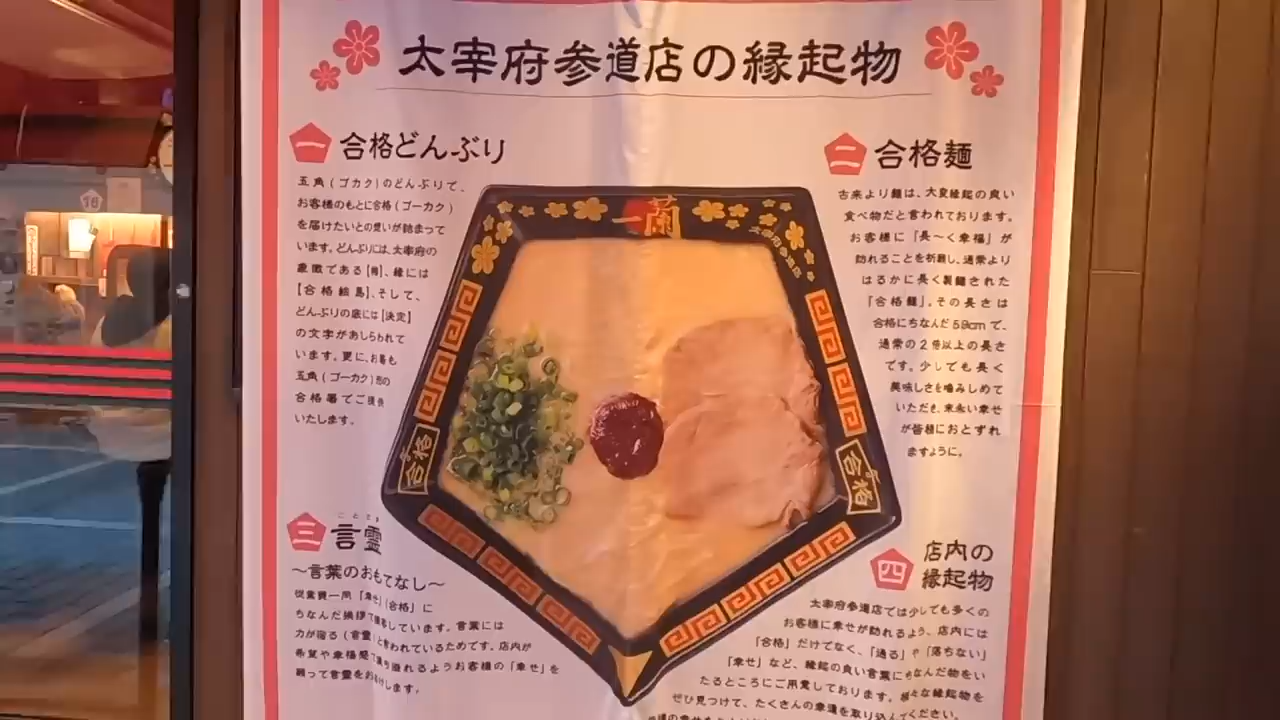 太宰府参道店の縁起物
一 合格どんぶり
五角(ゴカク)のどんぶりで、
お客様のもとに合格(ゴーカク)
を届けたいとの想いが詰まって
います。どんぶりには、太宰府の
象徴である[梅]、縁には
【合格絵馬】、そして、
どんぶりの底には[決定]
の文字があしらわれて
います。更に、お箸も
五角(ゴーカク)形の
合格箸でご提供
いたします。
二 合格麺
古来より麺は、大変縁起の良い
食べ物だと言われております。
お客様に「長〜く幸福」が
訪れることを祈願し、通常より
はるかに長く製麺された
「合格麺」。その長さは
合格にちなんだ59cmで、
通常の2倍以上の長さ
です。少しでも長く
美味しさを噛みしめて
いただき、末永い幸せ
が皆様におとずれ
ますように。
一蘭
太宰府参道店
合格
合格
三 言霊
ことだま
〜言葉のおもてなし〜
従業員一同「幸せ」「合格」に
ちなんだ挨拶で接客しています。言葉には
力が宿る(言霊)と言われているためです。店内が
希望や幸福感で満ち溢れるようお客様の「幸せ」を
願って言霊をお届けします。
四 店内の
縁起物
太宰府参道店では少しでも多くの
お客様に幸せが訪れるよう、店内には
「合格」だけでなく、「通る」や「落ちない」
「幸せ」など、縁起の良い言葉にちなんだ物をい
たるところにご用意しております。様々な縁起物を
ぜひ見つけて、たくさんの幸運を取り込んでください。
16